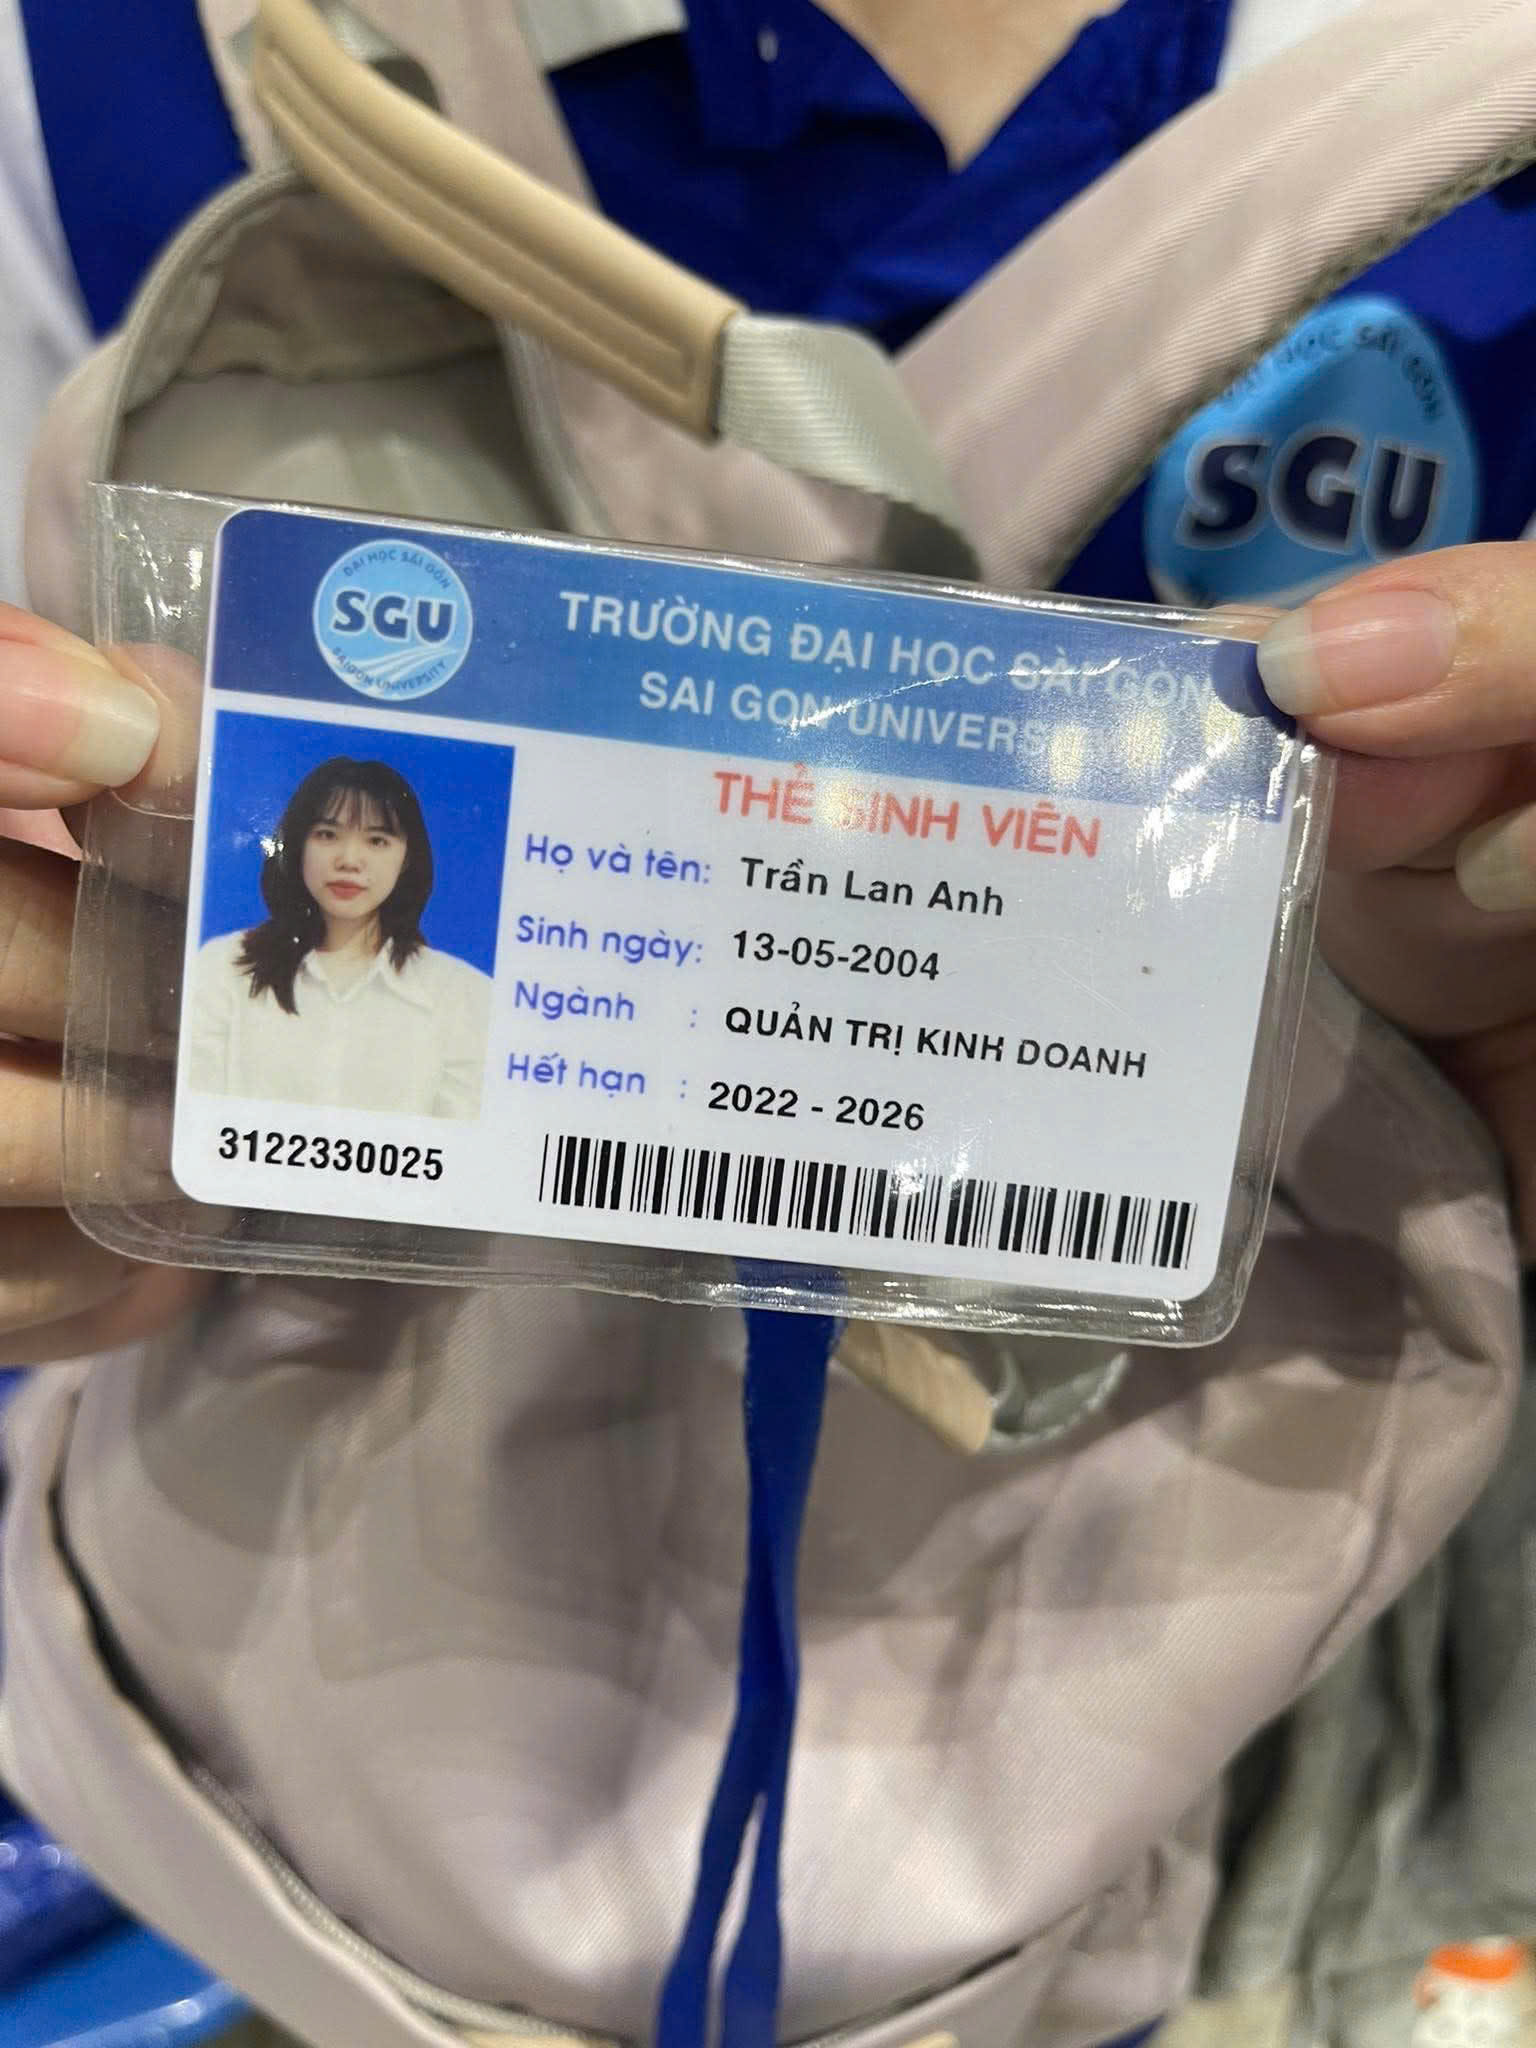 ĐẠI HỌC SÀI GÒN
SGU
ĐẠI HỌC SÀI GÒN
SGU
SAIGON UNIVERSITY
TRƯỜNG ĐẠI HỌC SÀI GÒN
SAI GON UNIVERSITY
THẺ SINH VIÊN
Họ và tên: Trần Lan Anh
Sinh ngày: 13-05-2004
Ngành : QUẢN TRỊ KINH DOANH
Hết hạn : 2022 - 2026
3122330025